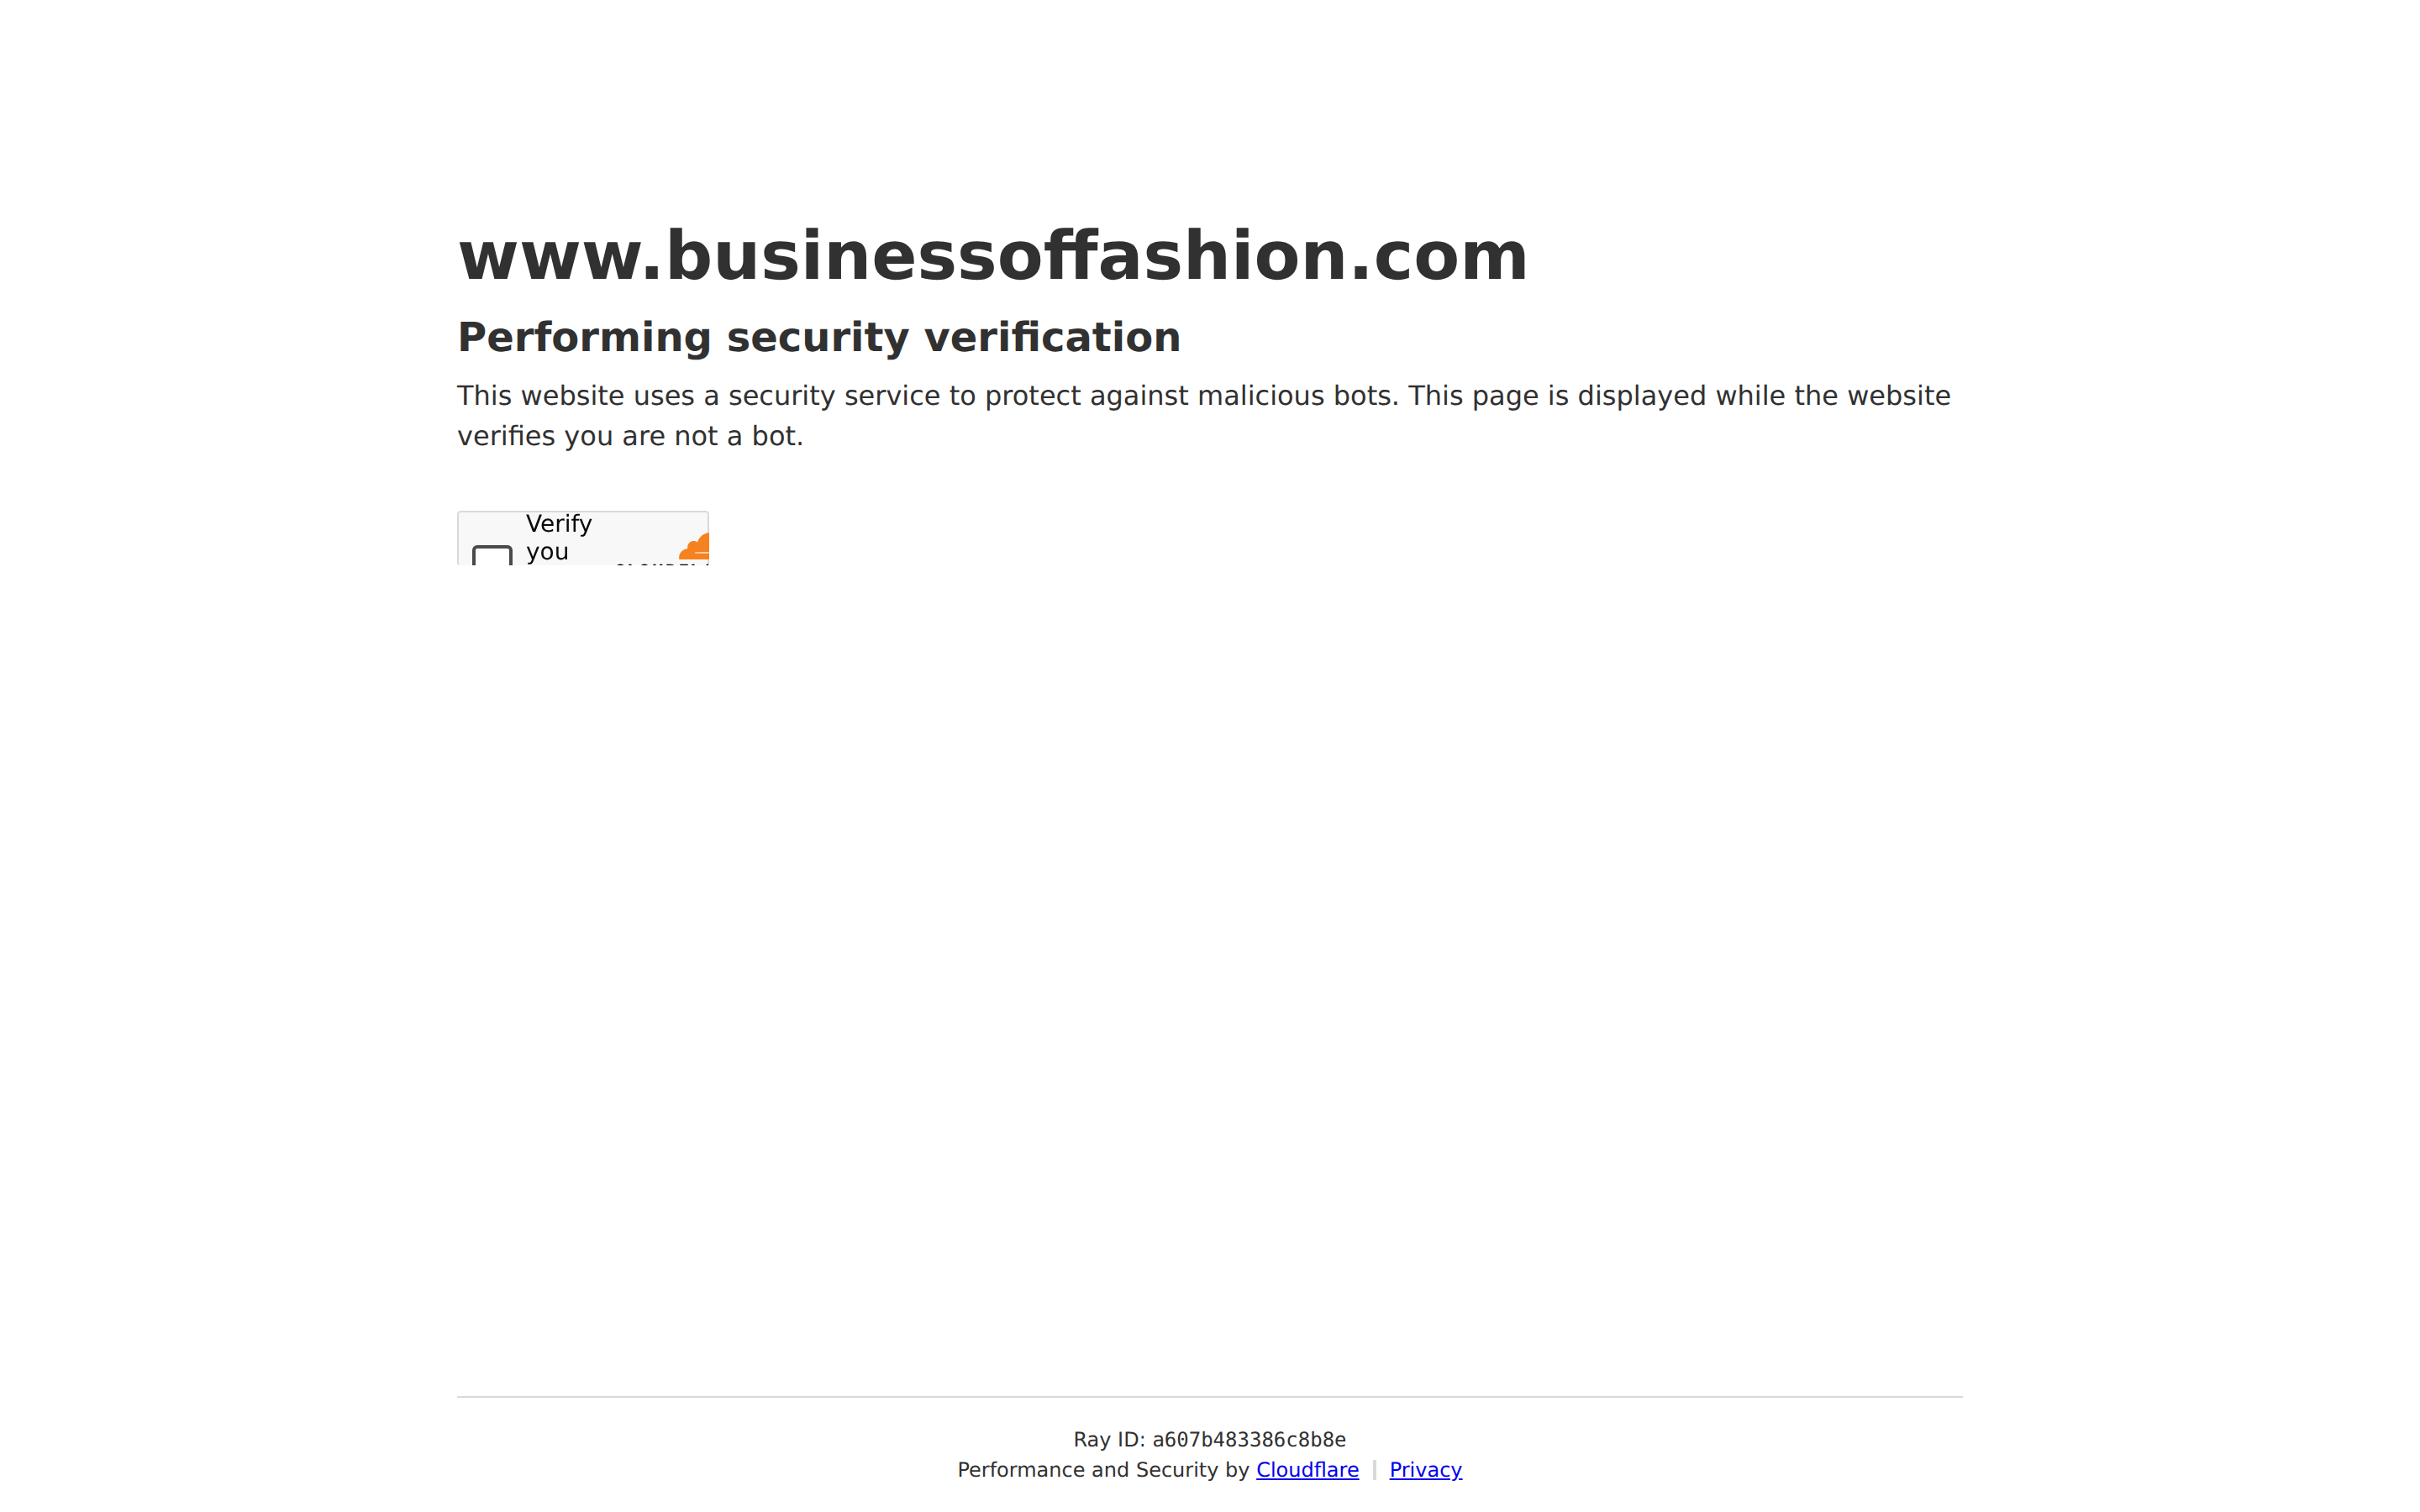 www.businessoffashion.com
Performing security verification
This website uses a security service to protect against malicious bots. This page is displayed while the website
verifies you are not a bot.
Verify
you
Ray ID: a607b483386c8b8e
Performance and Security by Cloudflare | Privacy